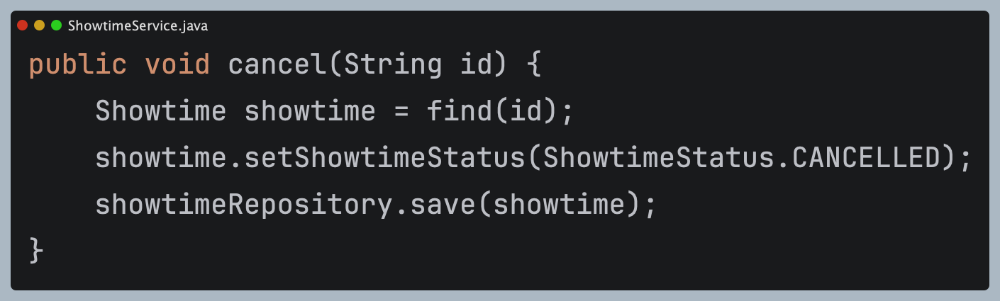 ShowtimeService.java
public void cancel(String id) {
    Showtime showtime = find(id);
    showtime.setShowtimeStatus(ShowtimeStatus.CANCELLED);
    showtimeRepository.save(showtime);
}